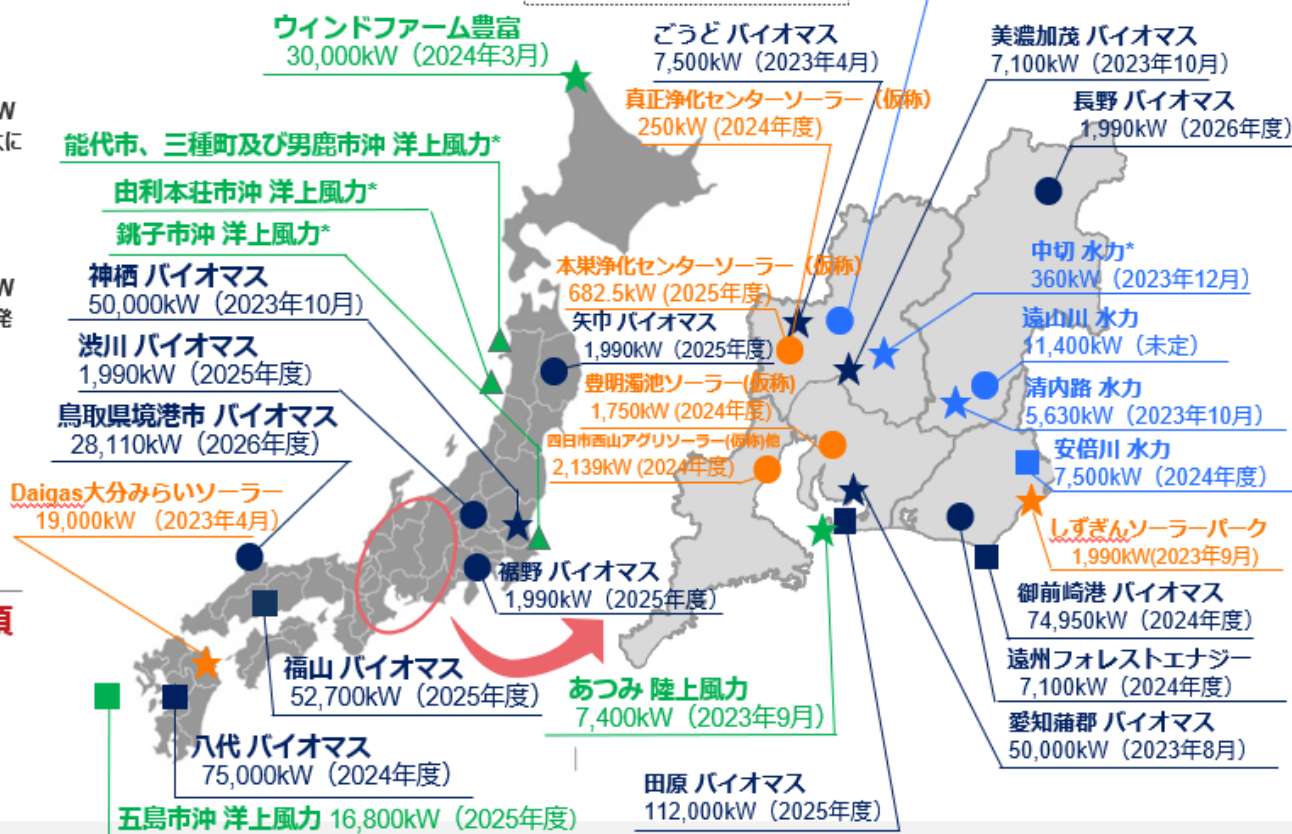 W
に
W
発
ウィンドファーム豊富
30,000kW（2024年3月）
能代市、三種町及び男鹿市沖 洋上風力*
由利本荘市沖 洋上風力*
銚子市沖 洋上風力*
神栖 バイオマス
50,000kW（2023年10月）
渋川 バイオマス
1,990kW（2025年度）
鳥取県境港市 バイオマス
28,110kW（2026年度）
Daigas大分みらいソーラー
19,000kW （2023年4月）
ごうど バイオマス
7,500kW（2023年4月）
真正浄化センターソーラー（仮称）
250kW (2024年度)
本巣浄化センターソーラー（仮称）
682.5kW (2025年度)
矢巾 バイオマス
1,990kW（2025年度）
豊明濁池ソーラー(仮称)
1,750kW (2024年度)
四日市西山アグリソーラー(仮称)他
2,139kW (2024年度)
裾野 バイオマス
1,990kW（2025年度）
福山 バイオマス
52,700kW（2025年度）
八代 バイオマス
75,000kW（2024年度）
五島市沖 洋上風力 16,800kW（2025年度）
あつみ 陸上風力
7,400kW（2023年9月）
田原 バイオマス
112,000kW（2025年度）
美濃加茂 バイオマス
7,100kW（2023年10月）
長野 バイオマス
1,990kW（2026年度）
中切 水力*
360kW（2023年12月）
遠山川 水力
11,400kW（未定）
清内路 水力
5,630kW（2023年10月）
安倍川 水力
7,500kW（2024年度）
しずぎんソーラーパーク
1,990kW(2023年9月）
御前崎港 バイオマス
74,950kW（2024年度）
遠州フォレストエナジー
7,100kW（2024年度）
愛知蒲郡 バイオマス
50,000kW（2023年8月）